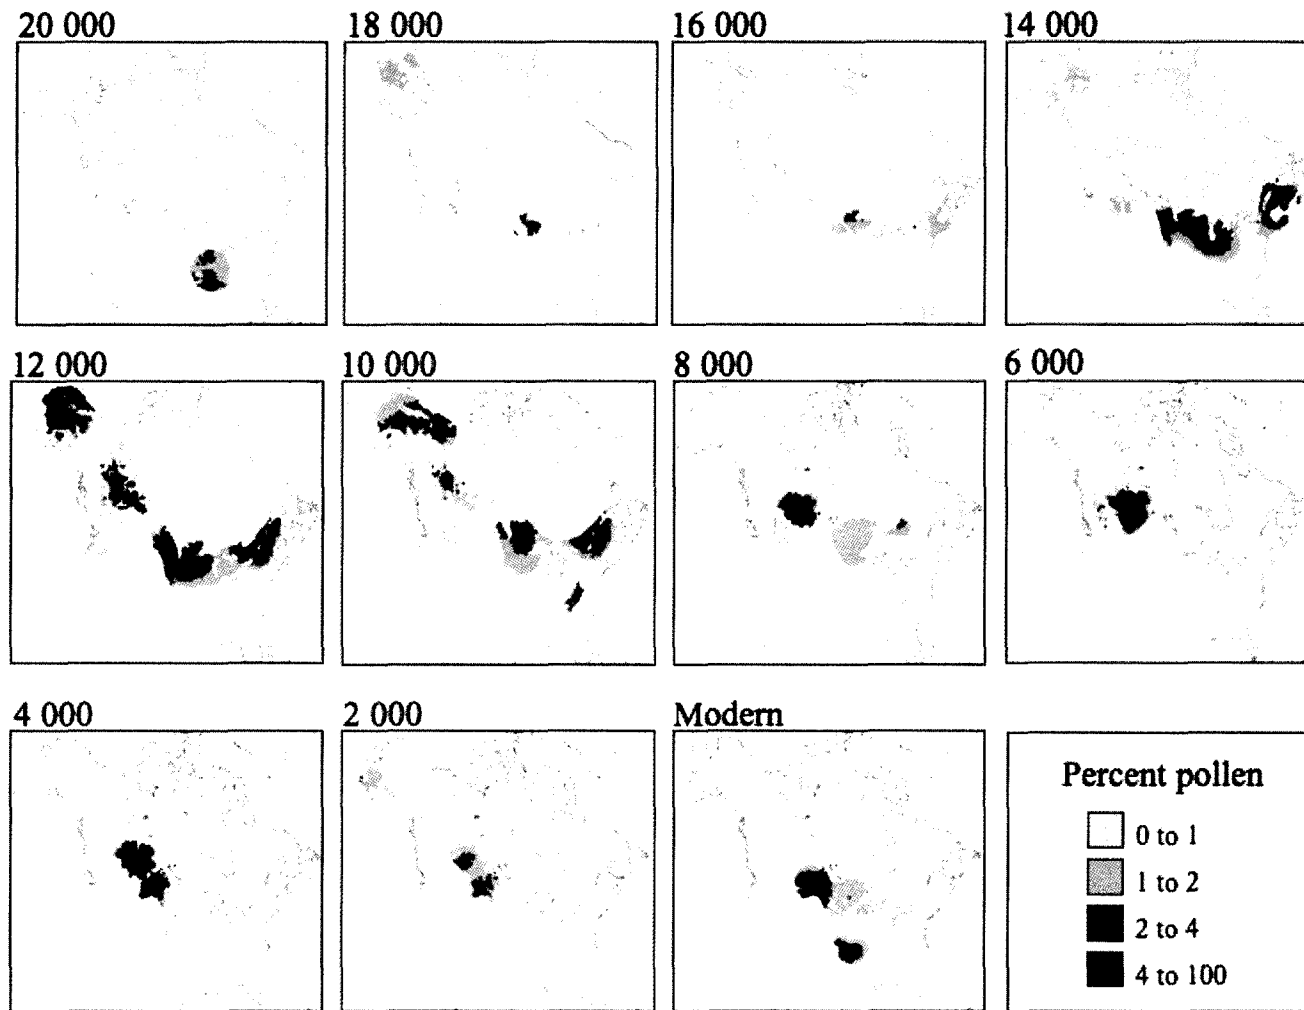 20 000
18 000
16 000
14 000
12 000
10 000
8 000
6 000
4 000
2 000
Modern
Percent pollen
0 to 1
1 to 2
2 to 4
4 to 100